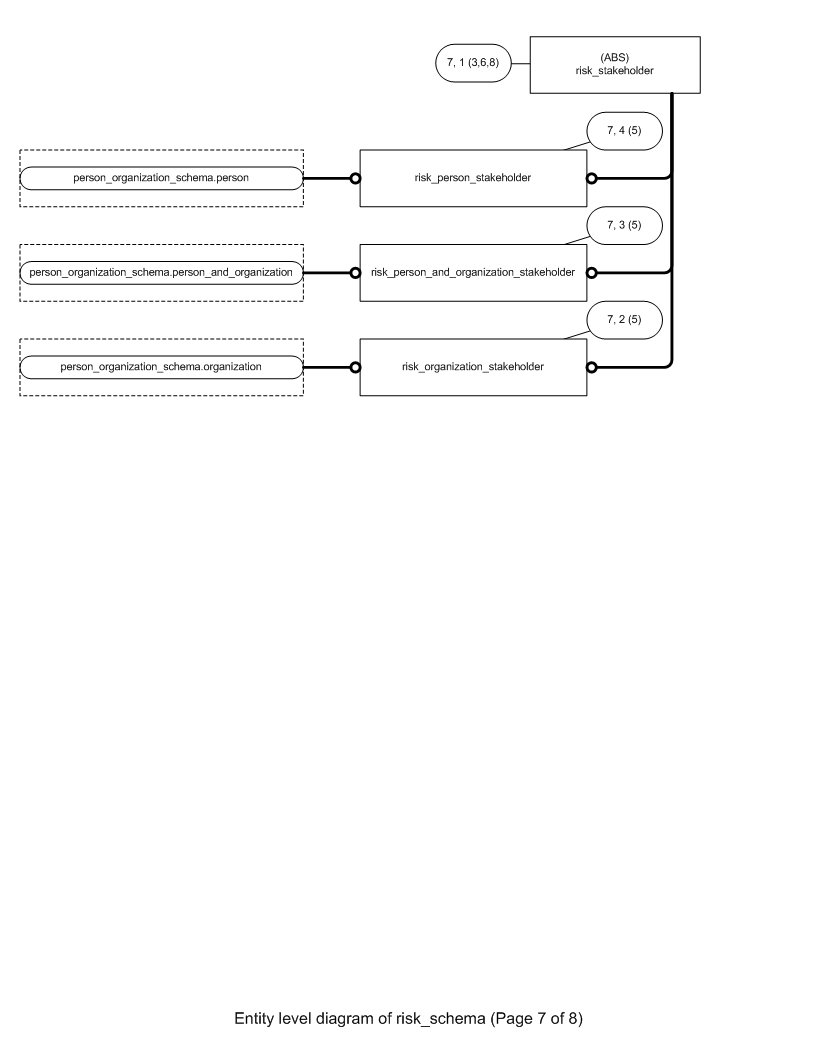 7, 1 (3,6,8)
(ABS)
risk_stakeholder
7, 4 (5)
person_organization_schema.person
risk_person_stakeholder
7, 3 (5)
person_organization_schema.person_and_organization
risk_person_and_organization_stakeholder
7, 2 (5)
person_organization_schema.organization
risk_organization_stakeholder
Entity level diagram of risk_schema (Page 7 of 8)